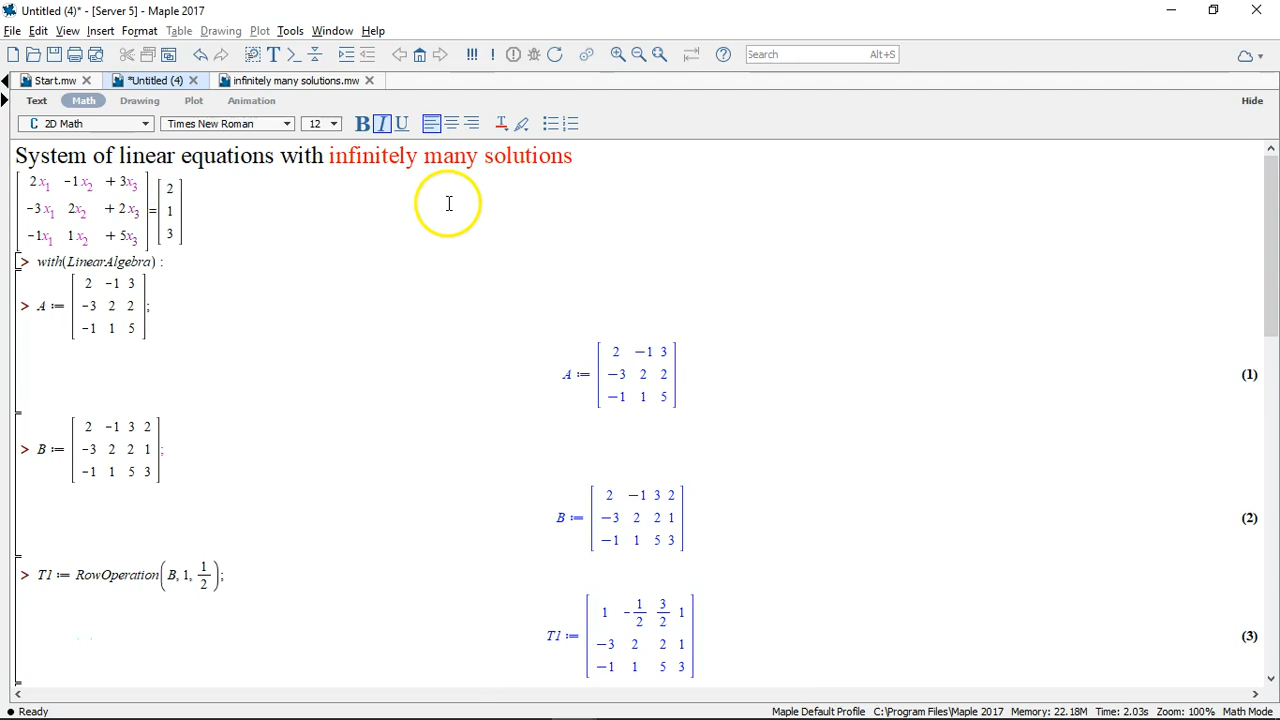 Untitled (4)* - [Server 5] - Maple 2017
File Edit View Insert Format Table Drawing Plot Tools Window Help
Search Alt+S
Start.mw *Untitled (4) infinitely many solutions.mw
Text Math Drawing Plot Animation Hide
C 2D Math Times New Roman 12 B I U
System of linear equations with infinitely many solutions
2x₁ -1x₂ +3x₃ 2
-3x₁ 2x₂ +2x₃ = 1
-1x₁ 1x₂ +5x₃ 3
> with(LinearAlgebra) :
2 -1 3
> A := -3 2 2 ;
-1 1 5
2 -1 3
A := -3 2 2 (1)
-1 1 5
2 -1 3 2
> B := -3 2 2 1 ;
-1 1 5 3
2 -1 3 2
B := -3 2 2 1 (2)
-1 1 5 3
> T1 := RowOperation(B, 1, 1/2);
1 -1/2 3/2 1
T1 := -3 2 2 1 (3)
-1 1 5 3
Ready Maple Default Profile C:\Program Files\Maple 2017 Memory: 22.18M Time: 2.03s Zoom: 100% Math Mode